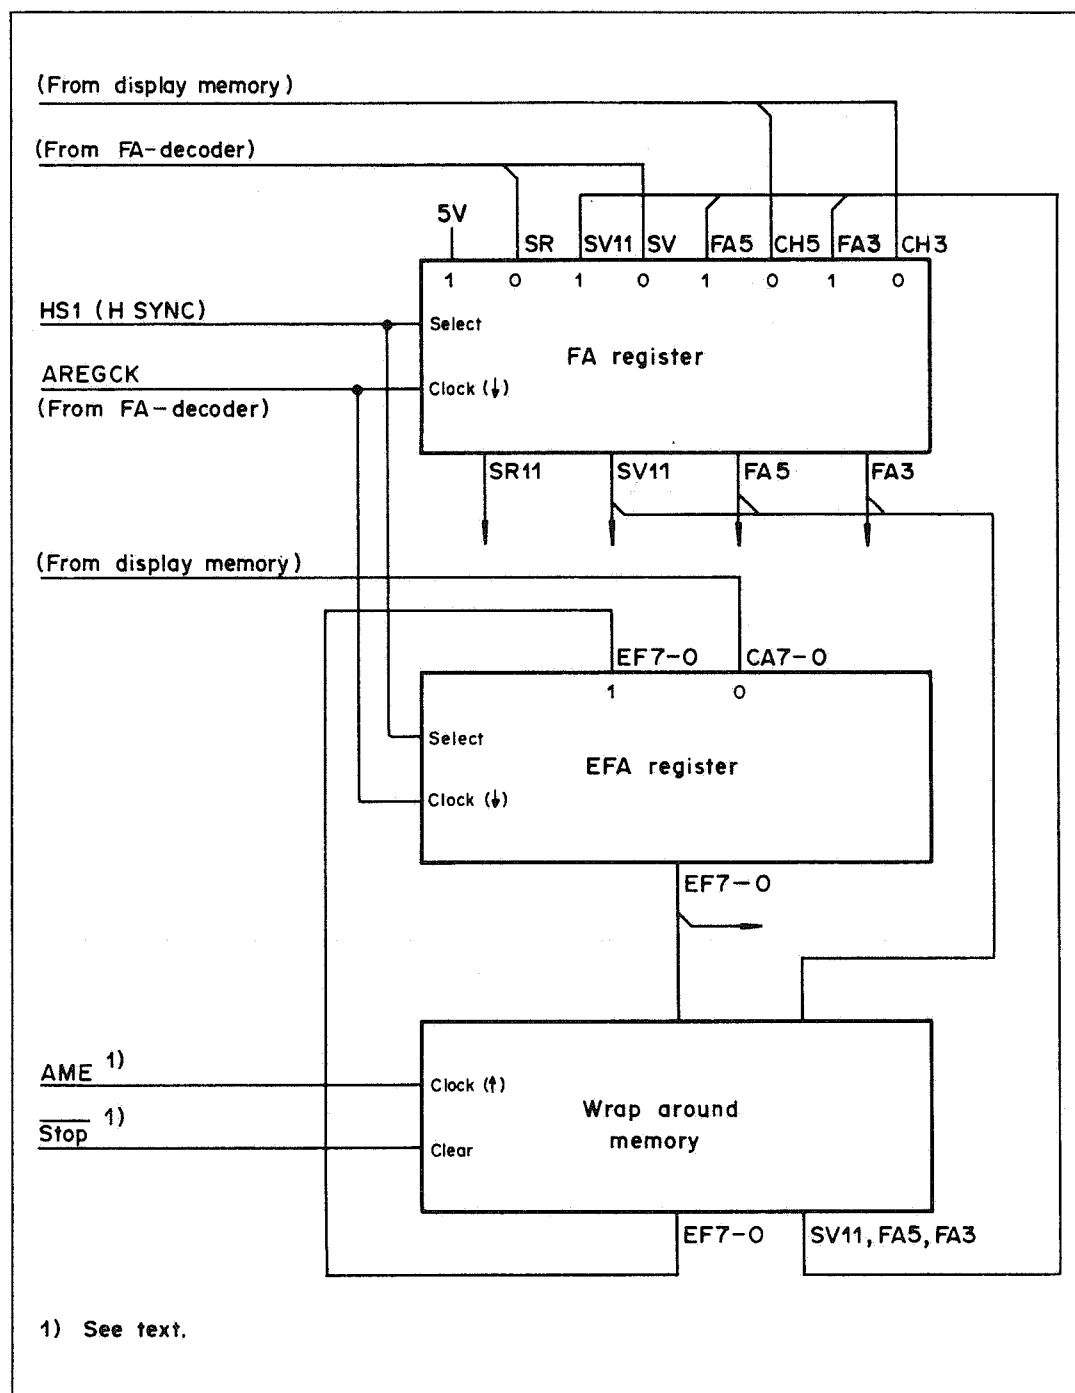 (From display memory)
(From FA-decoder)
5V
SR SV11 SV FA5 CH5 FA3 CH3
1 0 1 0 1 0 1 0
HS1 (H SYNC)
Select
FA register
AREGCK
Clock (↓)
(From FA-decoder)
SR11 SV11 FA5 FA3
(From display memory)
EF7-0 CA7-0
1 0
Select
EFA register
Clock (↓)
EF7-0
AME 1)
Clock (↑)
Wrap around
memory
Stop 1)
Clear
EF7-0 SV11, FA5, FA3
1) See text.